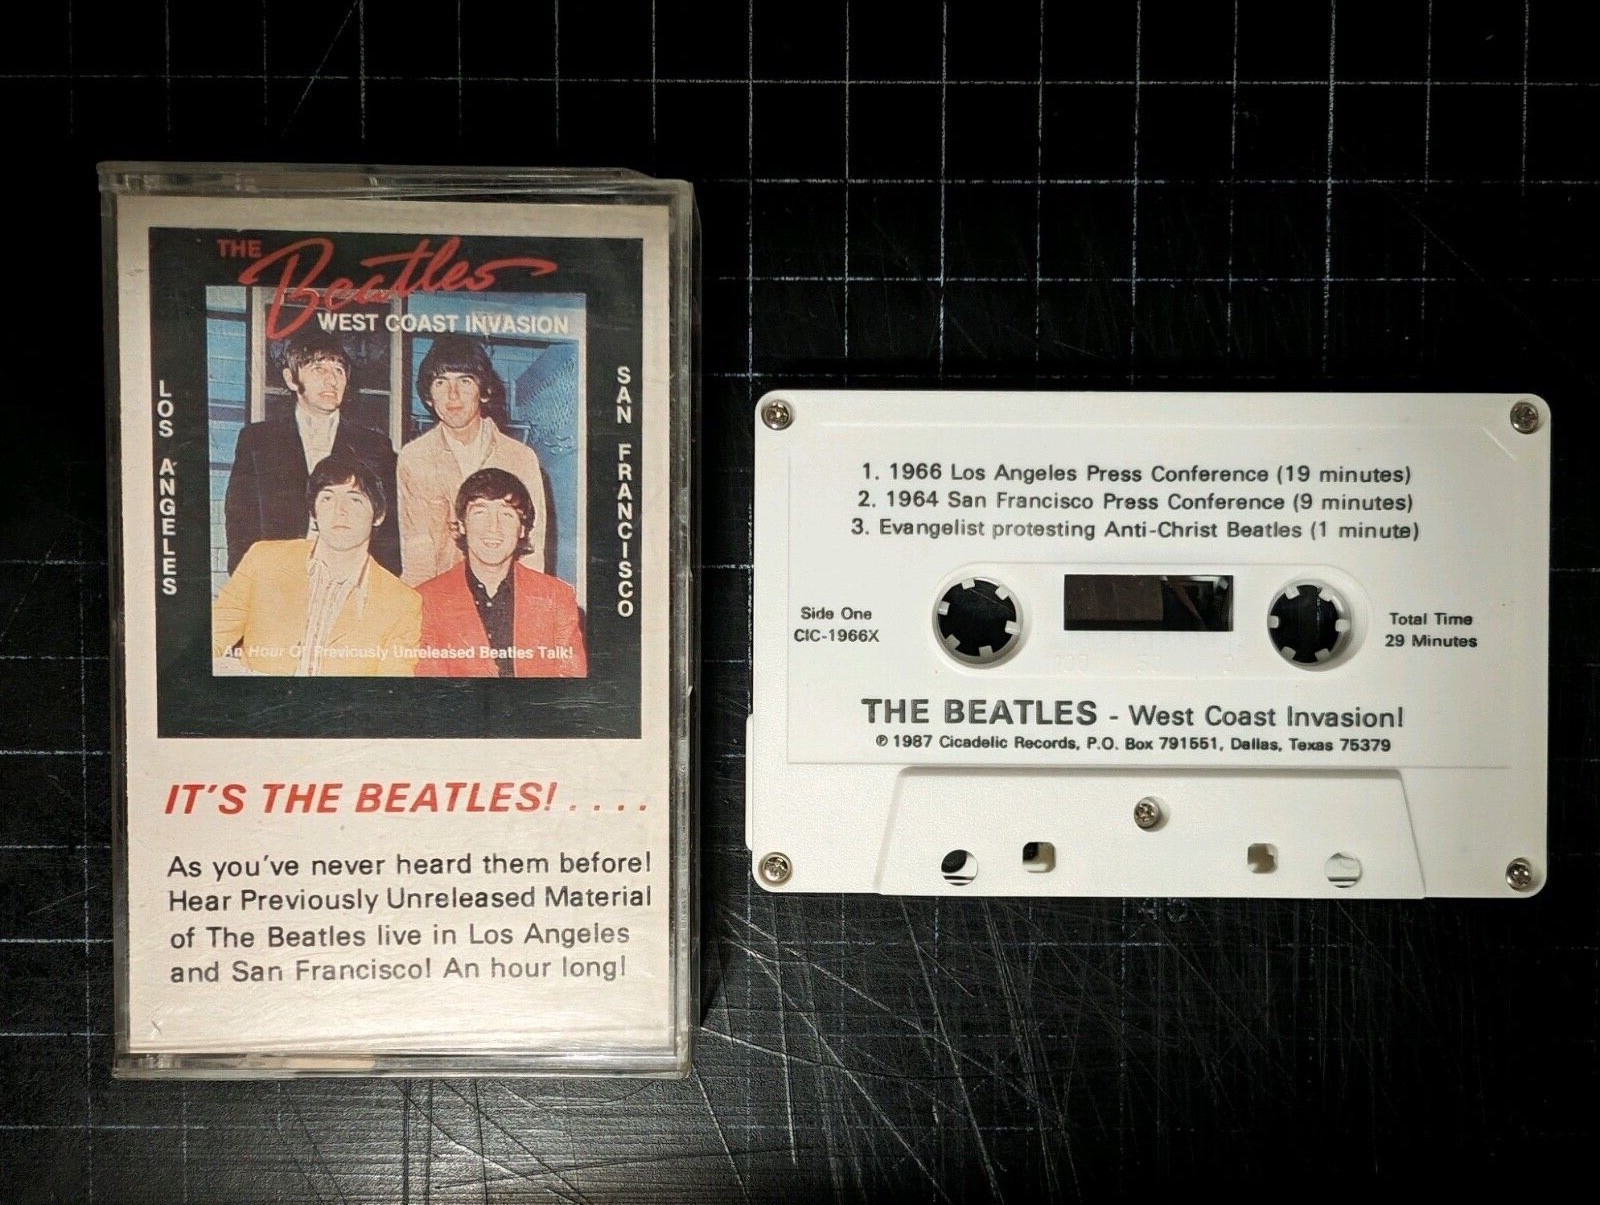 THE Beatles
WEST COAST INVASION
LOS ANGELES
SAN FRANCISCO
An Hour Of Previously Unreleased Beatles Talk!
IT'S THE BEATLES! . . . .
As you've never heard them before!
Hear Previously Unreleased Material
of The Beatles live in Los Angeles
and San Francisco! An hour long!
1. 1966 Los Angeles Press Conference (19 minutes)
2. 1964 San Francisco Press Conference (9 minutes)
3. Evangelist protesting Anti-Christ Beatles (1 minute)
Side One
CIC-1966X
Total Time
29 Minutes
100 50 0
THE BEATLES - West Coast Invasion!
℗ 1987 Cicadelic Records, P.O. Box 791551, Dallas, Texas 75379